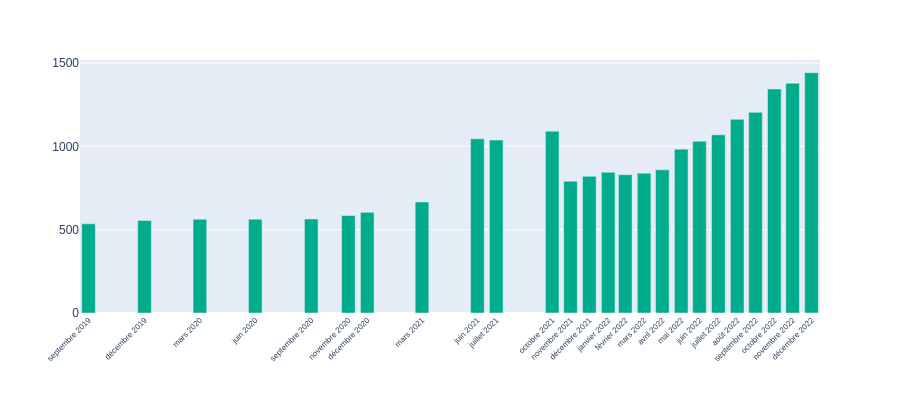 1500
1000
500
0
septembre 2019
décembre 2019
mars 2020
juin 2020
septembre 2020
novembre 2020
décembre 2020
mars 2021
juin 2021
juillet 2021
octobre 2021
novembre 2021
décembre 2021
janvier 2022
février 2022
mars 2022
avril 2022
mai 2022
juin 2022
juillet 2022
août 2022
septembre 2022
octobre 2022
novembre 2022
décembre 2022